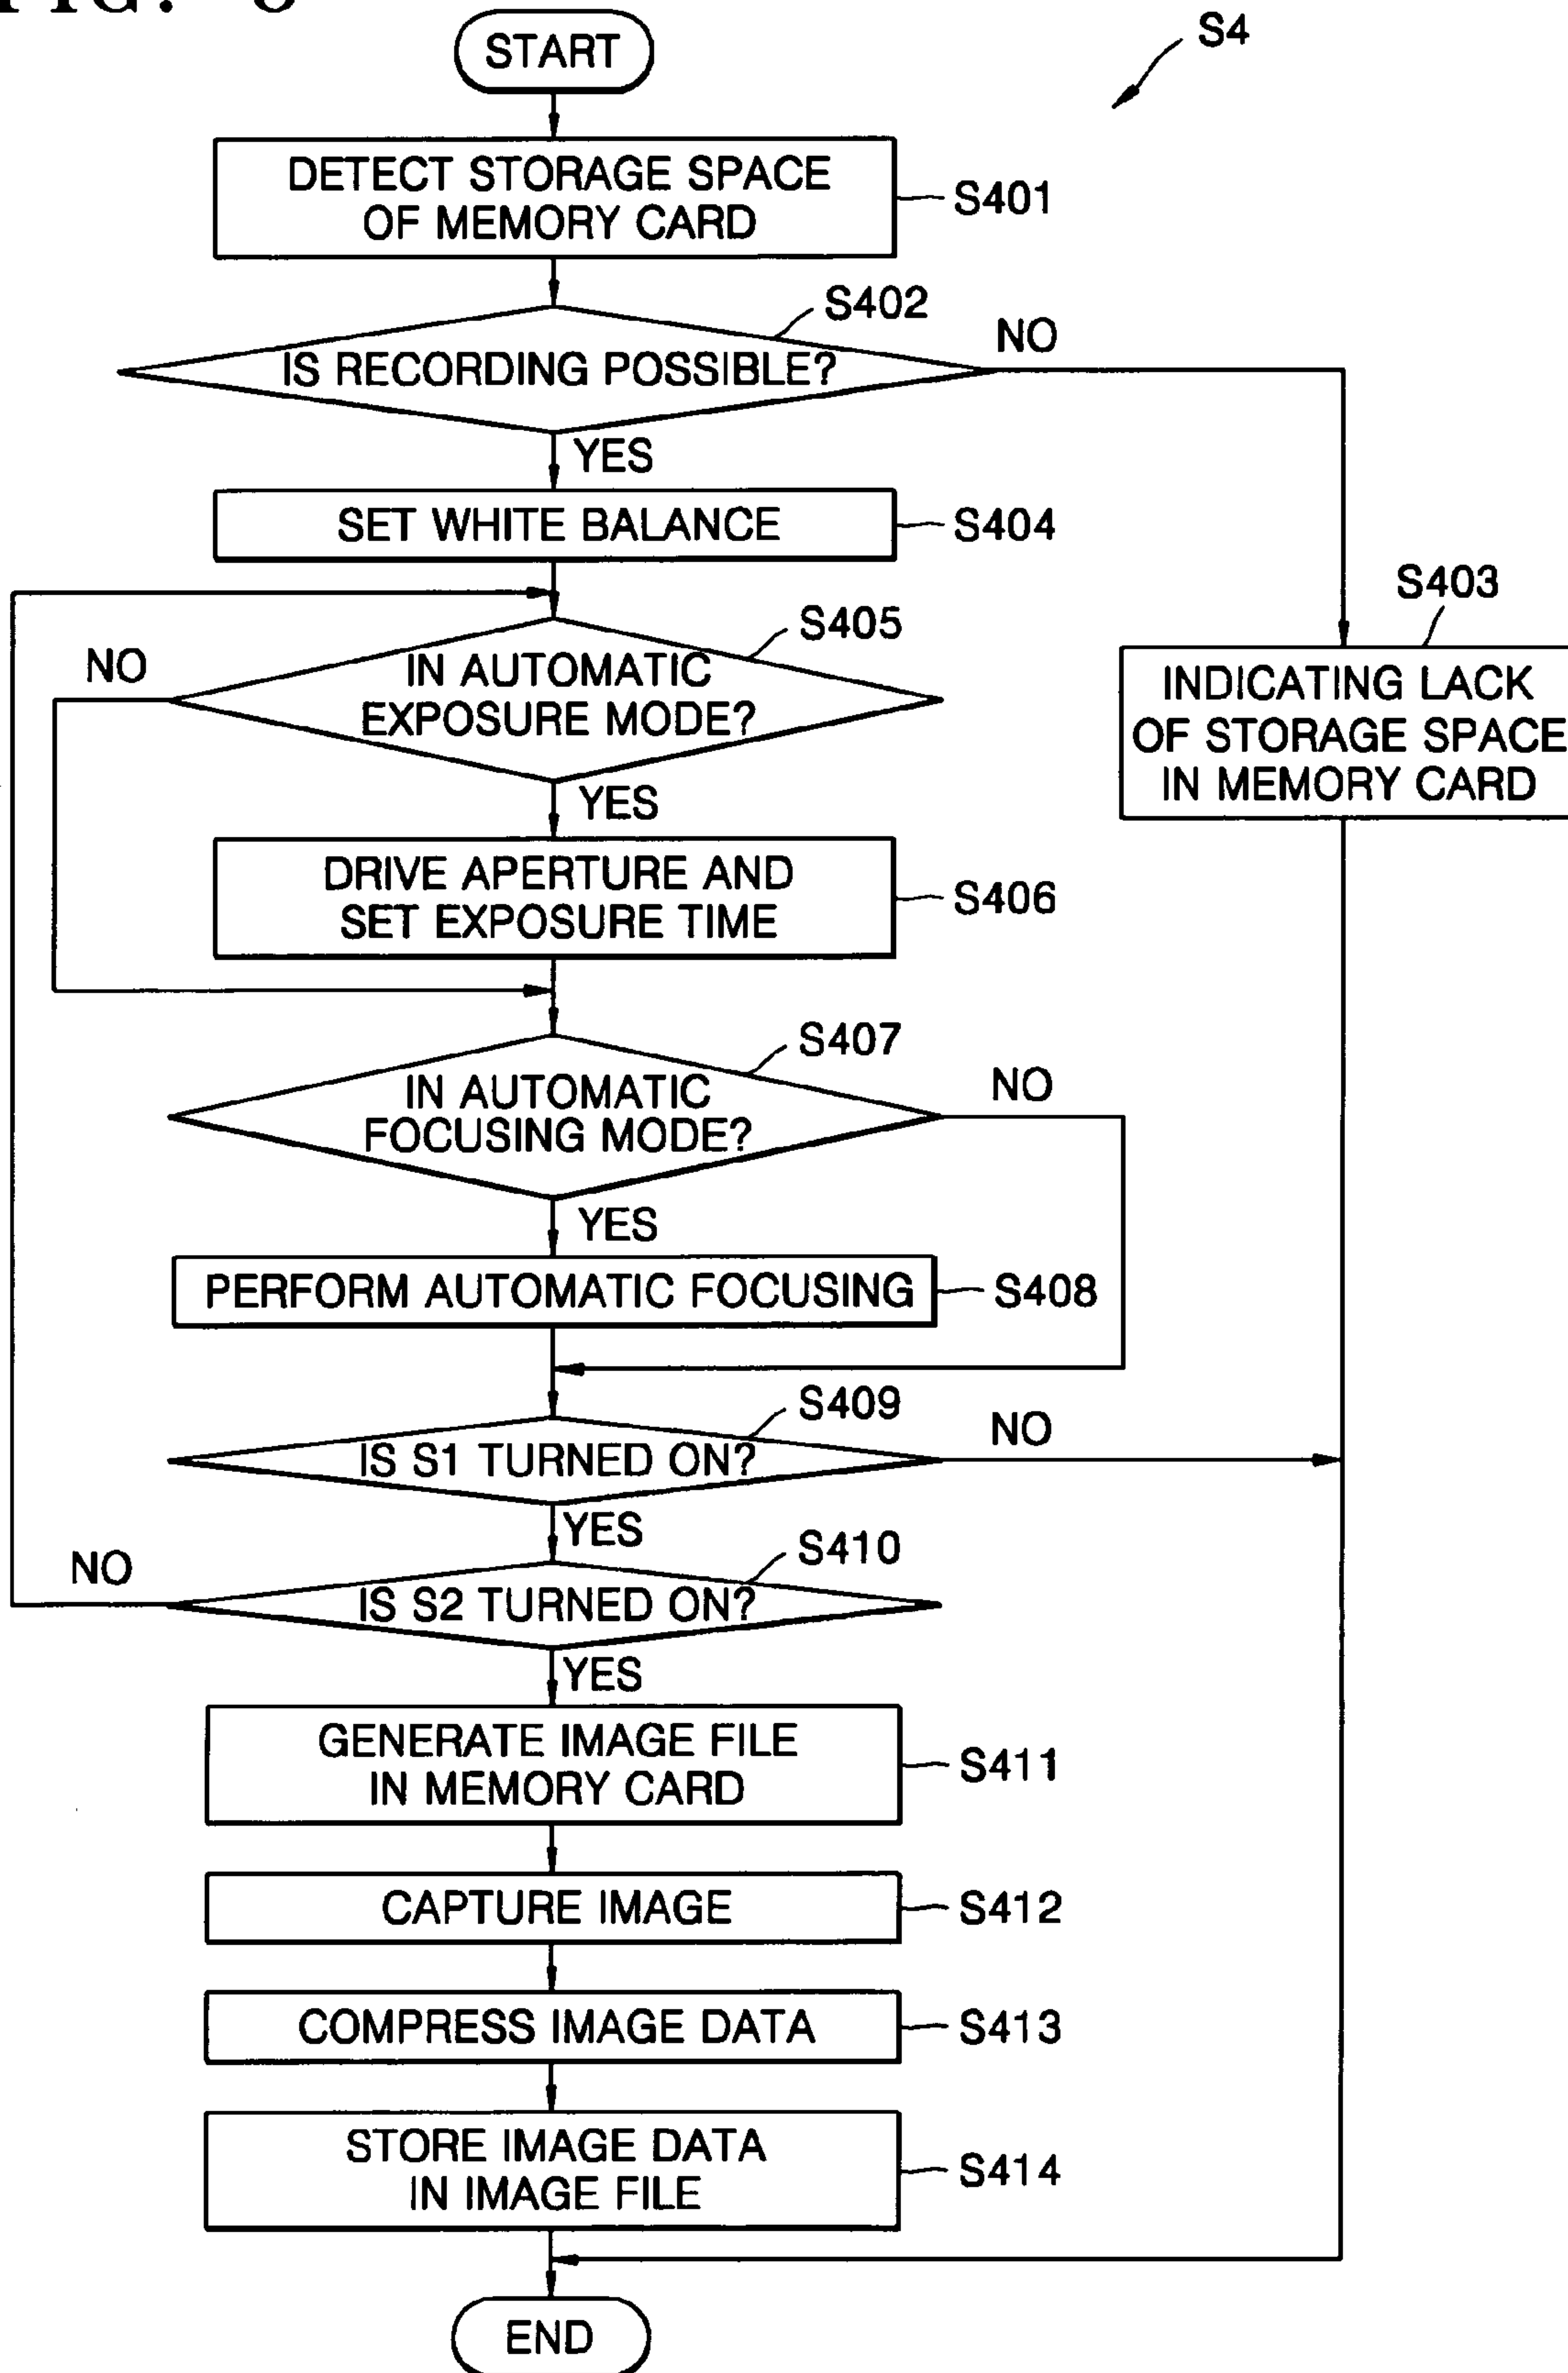 START
S4
DETECT STORAGE SPACE
OF MEMORY CARD
S401
S402
IS RECORDING POSSIBLE?
NO
YES
SET WHITE BALANCE
S404
S403
INDICATING LACK
OF STORAGE SPACE
IN MEMORY CARD
S405
NO
IN AUTOMATIC
EXPOSURE MODE?
YES
DRIVE APERTURE AND
SET EXPOSURE TIME
S406
S407
IN AUTOMATIC
FOCUSING MODE?
NO
YES
PERFORM AUTOMATIC FOCUSING
S408
S409
IS S1 TURNED ON?
NO
YES
S410
NO
IS S2 TURNED ON?
YES
GENERATE IMAGE FILE
IN MEMORY CARD
S411
CAPTURE IMAGE
S412
COMPRESS IMAGE DATA
S413
STORE IMAGE DATA
IN IMAGE FILE
S414
END